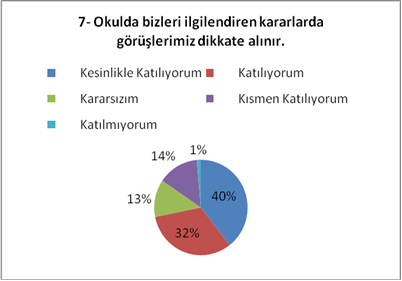 7- Okulda bizleri ilgilendiren kararlarda
görüşlerimiz dikkate alınır.
Kesinlikle Katılıyorum
Katılıyorum
Kararsızım
Kısmen Katılıyorum
Katılmıyorum
1%
14%
40%
13%
32%